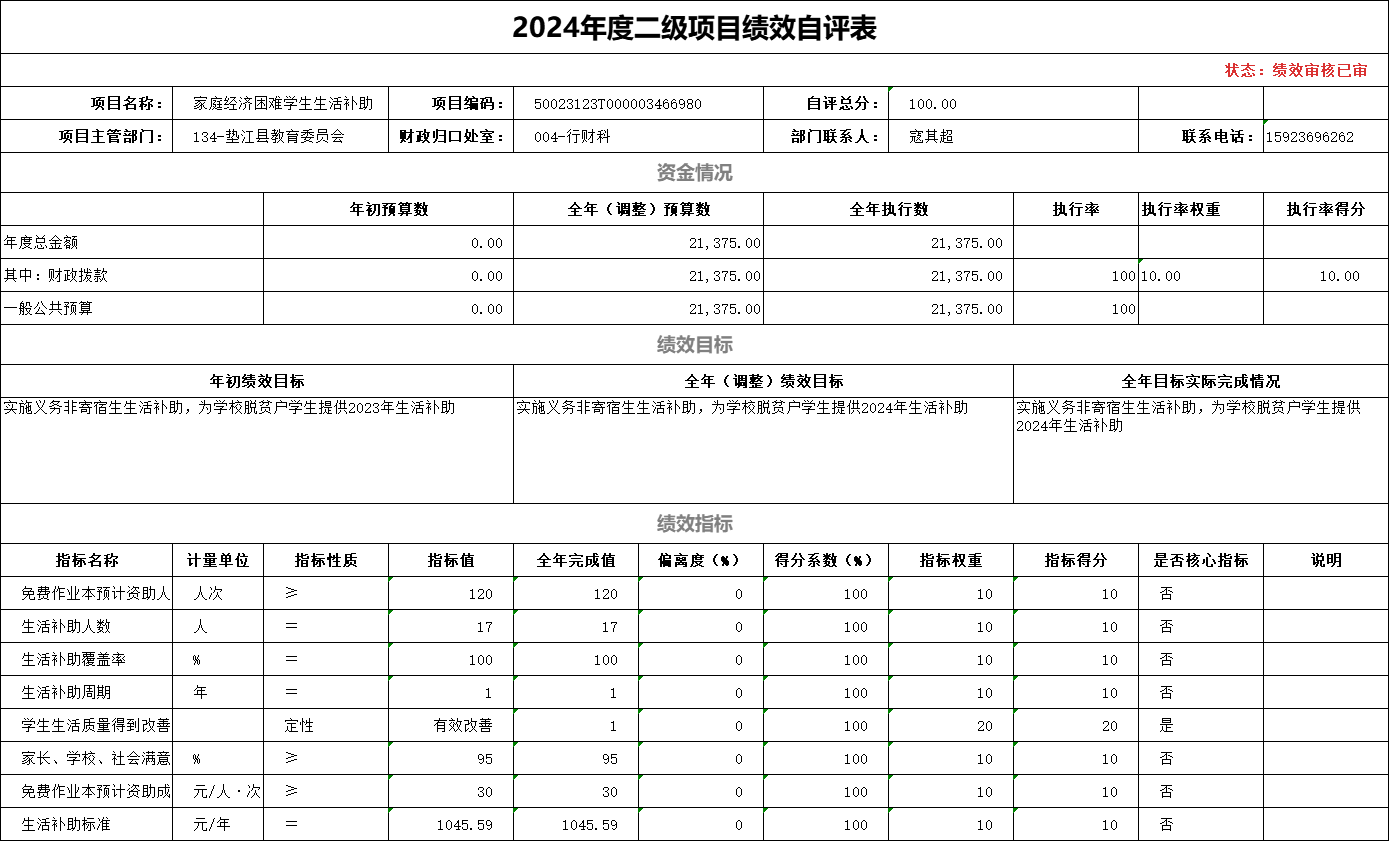 2024年度二级项目绩效自评表
状态：绩效审核已审
项目名称： 家庭经济困难学生生活补助 项目编码： 50023123T000003466980 自评总分： 100.00
项目主管部门： 134-垫江县教育委员会 财政归口处室： 004-行财科 部门联系人： 寇其超 联系电话： 15923696262
资金情况
年初预算数 全年（调整）预算数 全年执行数 执行率 执行率权重 执行率得分
年度总金额 0.00 21,375.00 21,375.00
其中：财政拨款 0.00 21,375.00 21,375.00 100 10.00 10.00
一般公共预算 0.00 21,375.00 21,375.00 100
绩效目标
年初绩效目标 全年（调整）绩效目标 全年目标实际完成情况
实施义务非寄宿生生活补助，为学校脱贫户学生提供2023年生活补助 实施义务非寄宿生生活补助，为学校脱贫户学生提供2024年生活补助 实施义务非寄宿生生活补助，为学校脱贫户学生提供
2024年生活补助
绩效指标
指标名称 计量单位 指标性质 指标值 全年完成值 偏离度（%） 得分系数（%） 指标权重 指标得分 是否核心指标 说明
免费作业本预计资助人 人次 ≥ 120 120 0 100 10 10 否
生活补助人数 人 ＝ 17 17 0 100 10 10 否
生活补助覆盖率 % ＝ 100 100 0 100 10 10 否
生活补助周期 年 ＝ 1 1 0 100 10 10 否
学生生活质量得到改善 定性 有效改善 1 0 100 20 20 是
家长、学校、社会满意 % ≥ 95 95 0 100 10 10 否
免费作业本预计资助成 元/人·次 ≥ 30 30 0 100 10 10 否
生活补助标准 元/年 ＝ 1045.59 1045.59 0 100 10 10 否